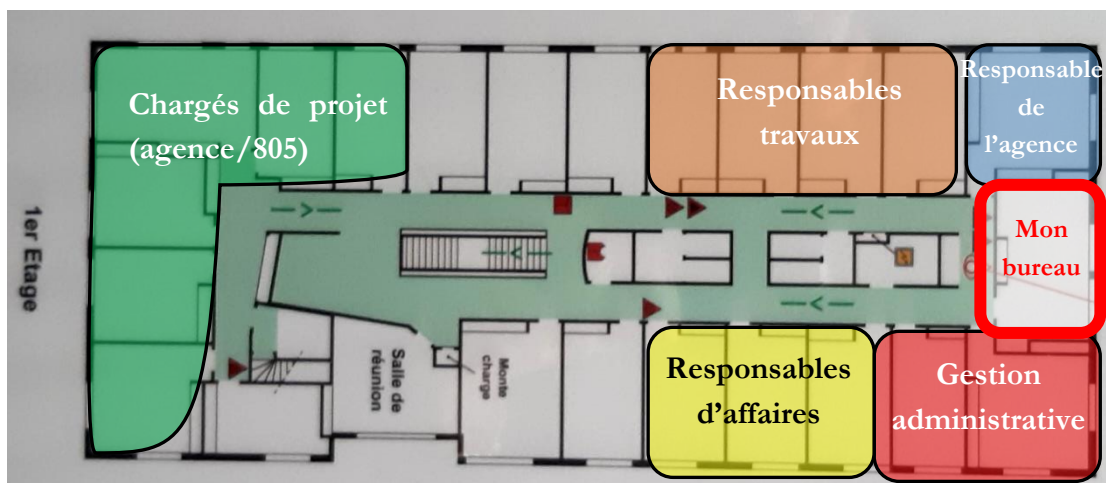 Chargés de projet
(agence/805)
Responsables
travaux
Responsable
de
l'agence
Mon
bureau
1er Etage
Salle de
réunion
Monte
charge
Responsables
d'affaires
Gestion
administrative